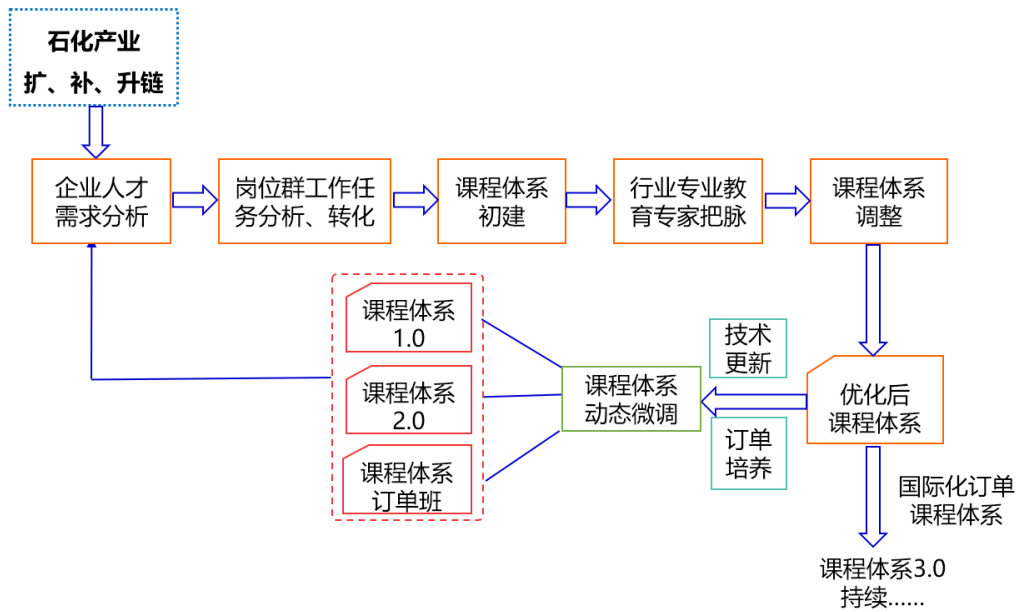 石化产业
扩、补、升链
企业人才
需求分析
岗位群工作任
务分析、转化
课程体系
初建
行业专业教
育专家把脉
课程体系
调整
课程体系
1.0
课程体系
2.0
课程体系
订单班
课程体系
动态微调
技术
更新
订单
培养
优化后
课程体系
国际化订单
课程体系
课程体系3.0
持续......